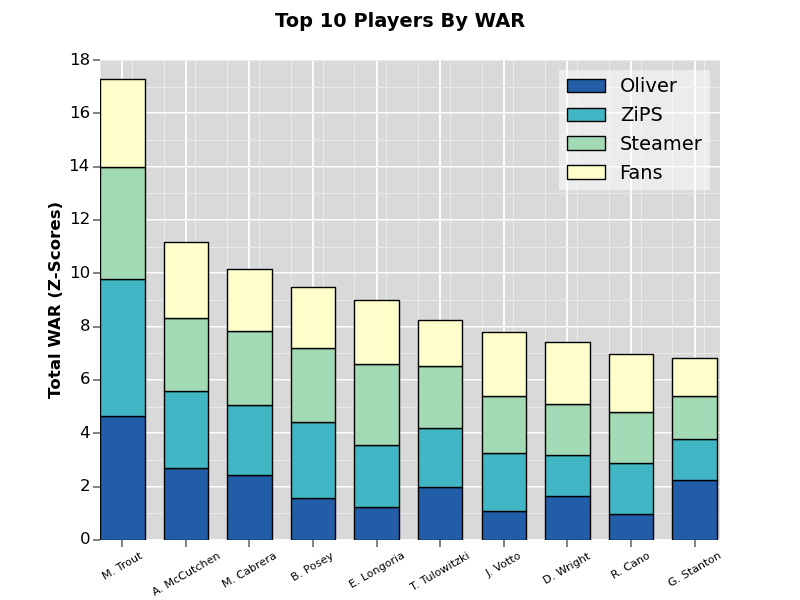 Top 10 Players By WAR
Total WAR (Z-Scores)
18
16
14
12
10
8
6
4
2
0
Oliver
ZiPS
Steamer
Fans
M. Trout
A. McCutchen
M. Cabrera
B. Posey
E. Longoria
T. Tulowitzki
J. Votto
D. Wright
R. Cano
G. Stanton